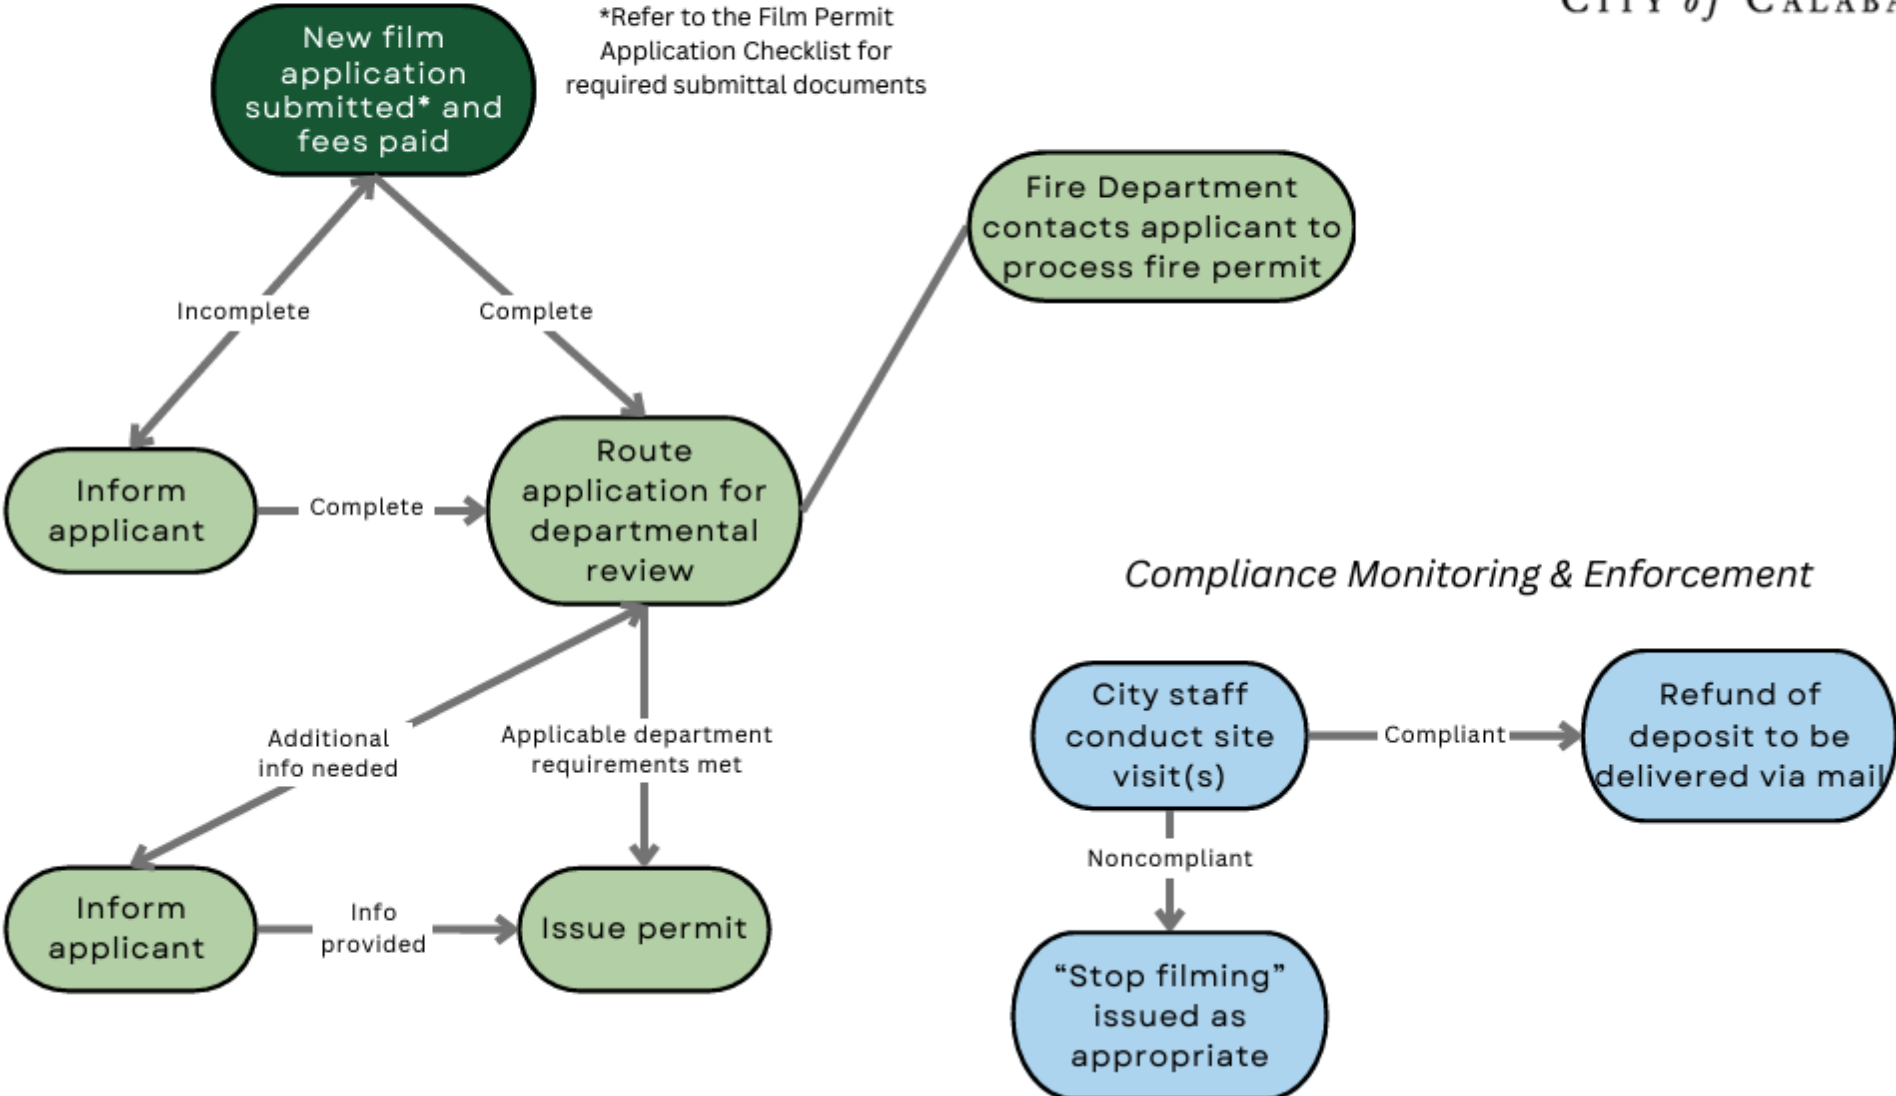 CITY of
New film
application
submitted* and
fees paid
*Refer to the Film Permit
Application Checklist for
required submittal documents
Fire Department
contacts applicant to
process fire permit
Incomplete
Complete
Inform
applicant
Complete
Route
application for
departmental
review
Additional
info needed
Applicable department
requirements met
Inform
applicant
Info
provided
Issue permit
Compliance Monitoring & Enforcement
City staff
conduct site
visit(s)
Compliant
Refund of
deposit to be
delivered via mail
Noncompliant
“Stop filming”
issued as
appropriate